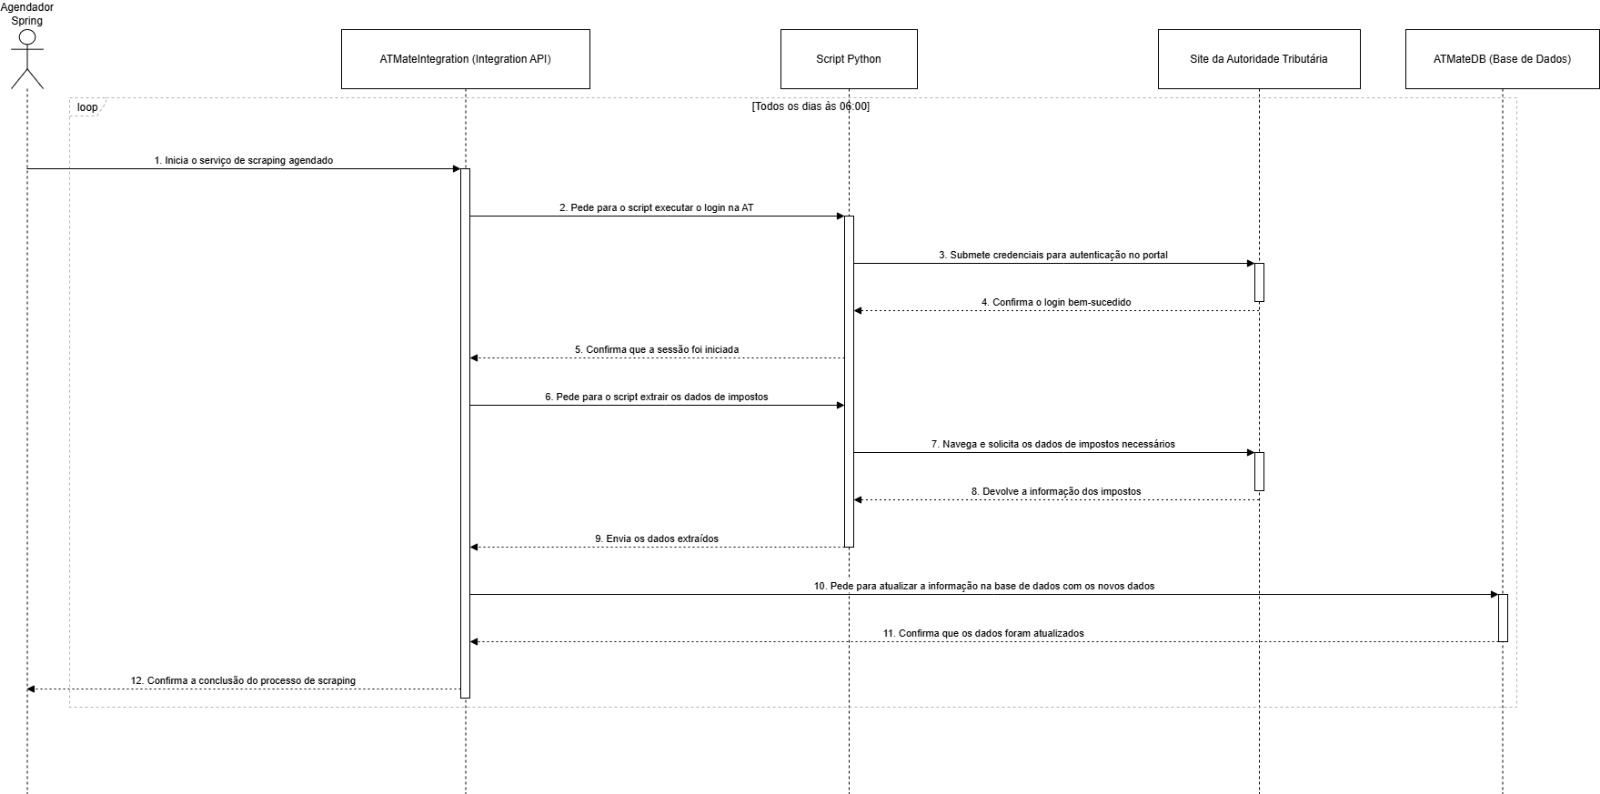 Agendador
Spring
ATMateIntegration (Integration API)
Script Python
Site da Autoridade Tributária
ATMateDB (Base de Dados)
loop
[Todos os dias às 06:00]
1. Inicia o serviço de scraping agendado
2. Pede para o script executar o login na AT
3. Submete credenciais para autenticação no portal
4. Confirma o login bem-sucedido
5. Confirma que a sessão foi iniciada
6. Pede para o script extrair os dados de impostos
7. Navega e solicita os dados de impostos necessários
8. Devolve a informação dos impostos
9. Envia os dados extraídos
10. Pede para atualizar a informação na base de dados com os novos dados
11. Confirma que os dados foram atualizados
12. Confirma a conclusão do processo de scraping